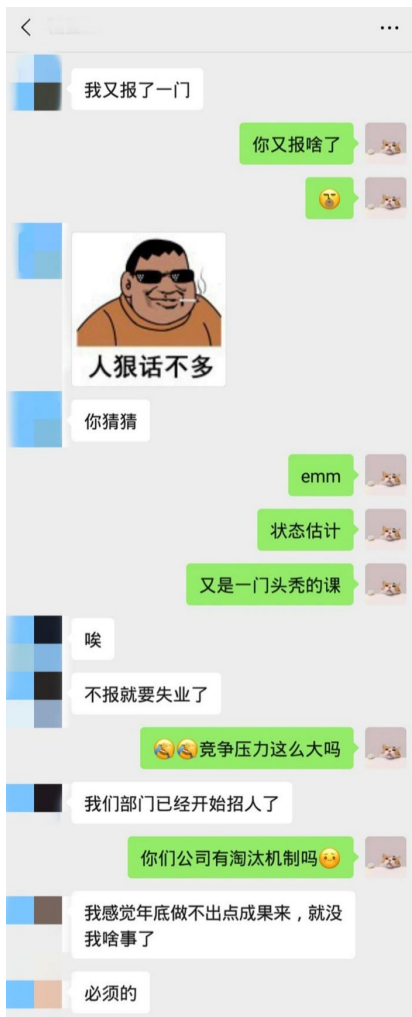 我又报了一门
你又报啥了
人狠话不多
你猜猜
emm
状态估计
又是一门头秃的课
唉
不报就要失业了
竞争压力这么大吗
我们部门已经开始招人了
你们公司有淘汰机制吗
我感觉年底做不出点成果来，就没
我啥事了
必须的